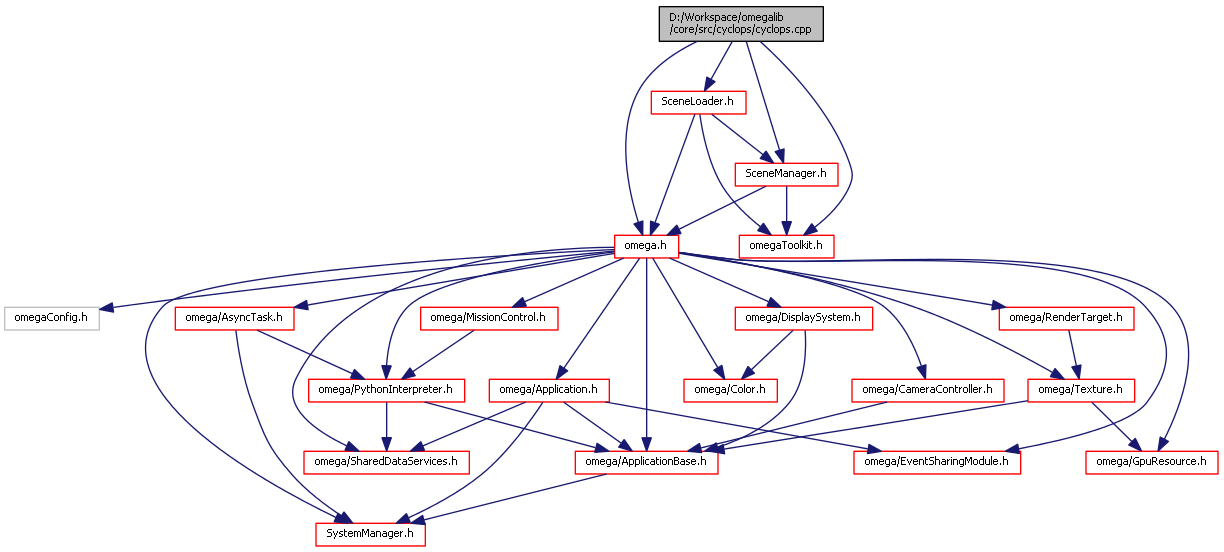 D:/Workspace/omegalib
/core/src/cyclops/cyclops.cpp
SceneLoader.h
SceneManager.h
omega.h
omegaToolkit.h
omegaConfig.h
omega/AsyncTask.h
omega/MissionControl.h
omega/DisplaySystem.h
omega/RenderTarget.h
omega/PythonInterpreter.h
omega/Application.h
omega/Color.h
omega/CameraController.h
omega/Texture.h
omega/SharedDataServices.h
omega/ApplicationBase.h
omega/EventSharingModule.h
omega/GpuResource.h
SystemManager.h